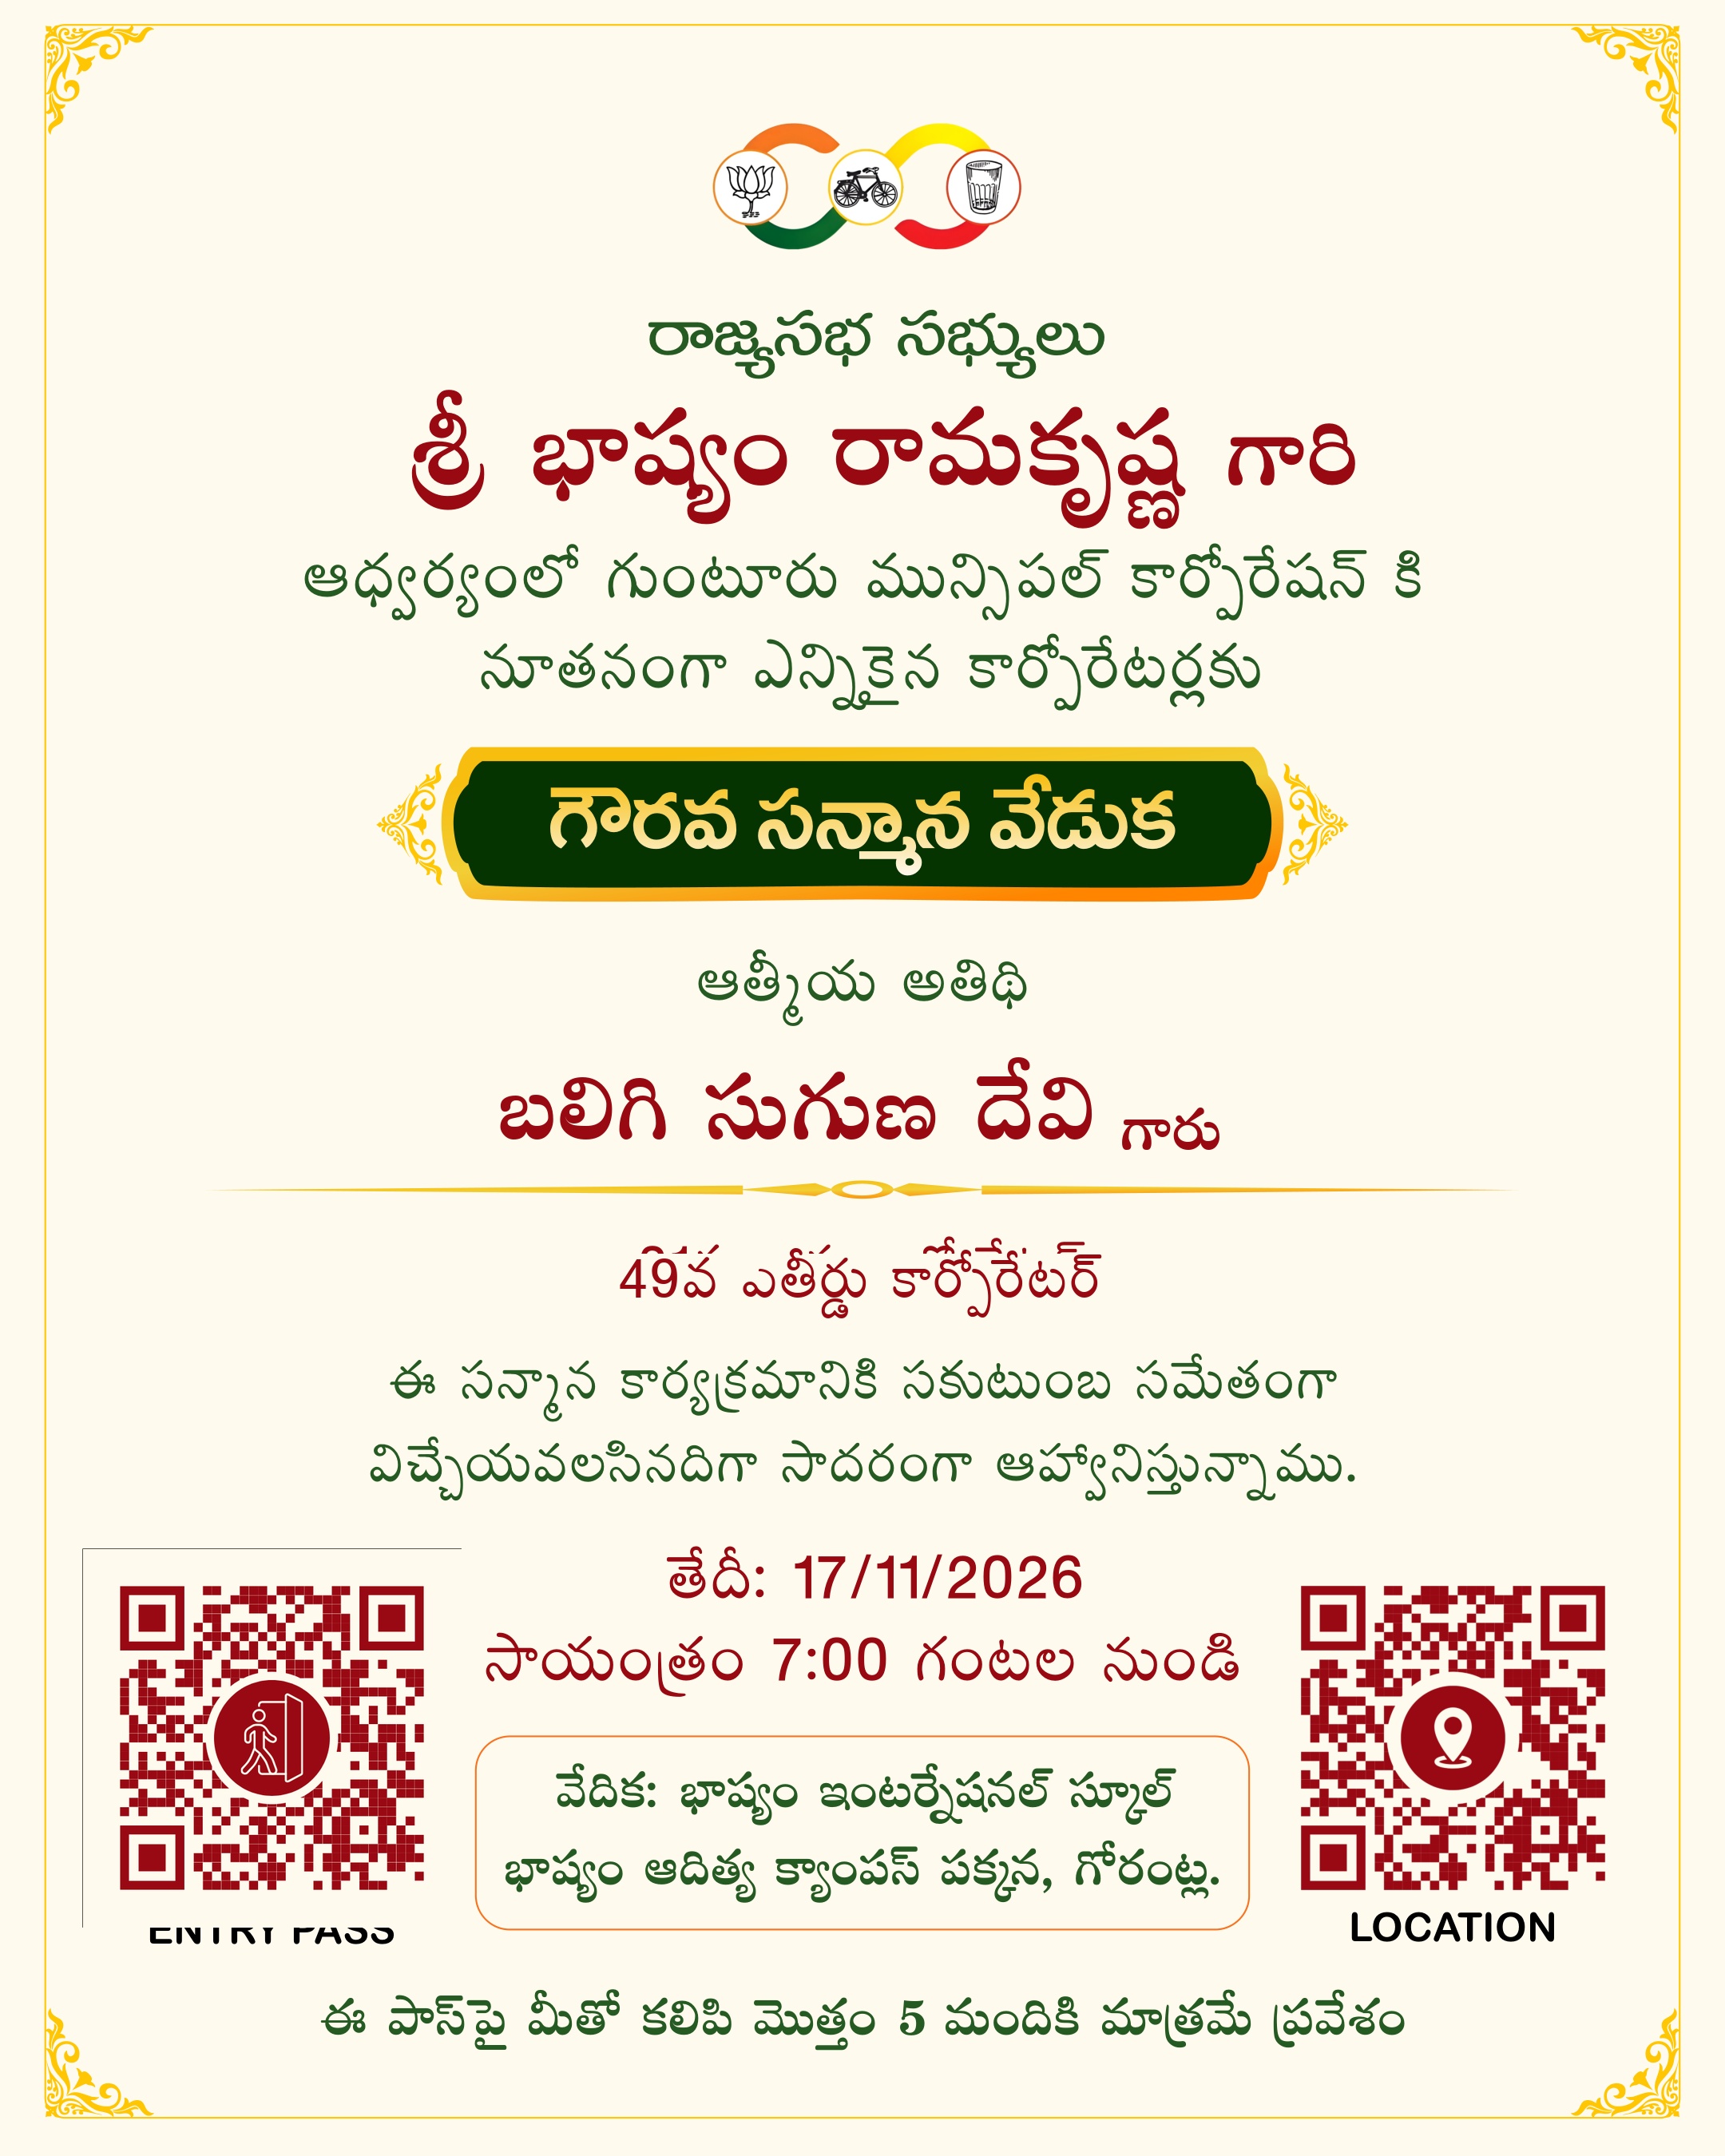 రాజ్యసభ సభ్యులు
శ్రీ భాష్యం రామకృష్ణ గారి
ఆధ్వర్యంలో గుంటూరు మున్సిపల్ కార్పోరేషన్ కి
నూతనంగా ఎన్నికైన కార్పోరేటర్లకు
గౌరవ సన్మాన వేడుక
ఆత్మీయ అతిథి
బలిగి సుగుణ దేవి గారు
49వ ఎతీర్డు కార్పోరేటర్
ఈ సన్మాన కార్యక్రమానికి సకుటుంబ సమేతంగా
విచ్చేయవలసినదిగా సాదరంగా ఆహ్వానిస్తున్నాము.
తేదీ: 17/11/2026
సాయంత్రం 7:00 గంటల నుండి
వేదిక: భాష్యం ఇంటర్నేషనల్ స్కూల్
భాష్యం ఆదిత్య క్యాంపస్ పక్కన, గోరంట్ల.
ENTRY PASS
LOCATION
ఈ పాస్‌పై మీతో కలిపి మొత్తం 5 మందికి మాత్రమే ప్రవేశం